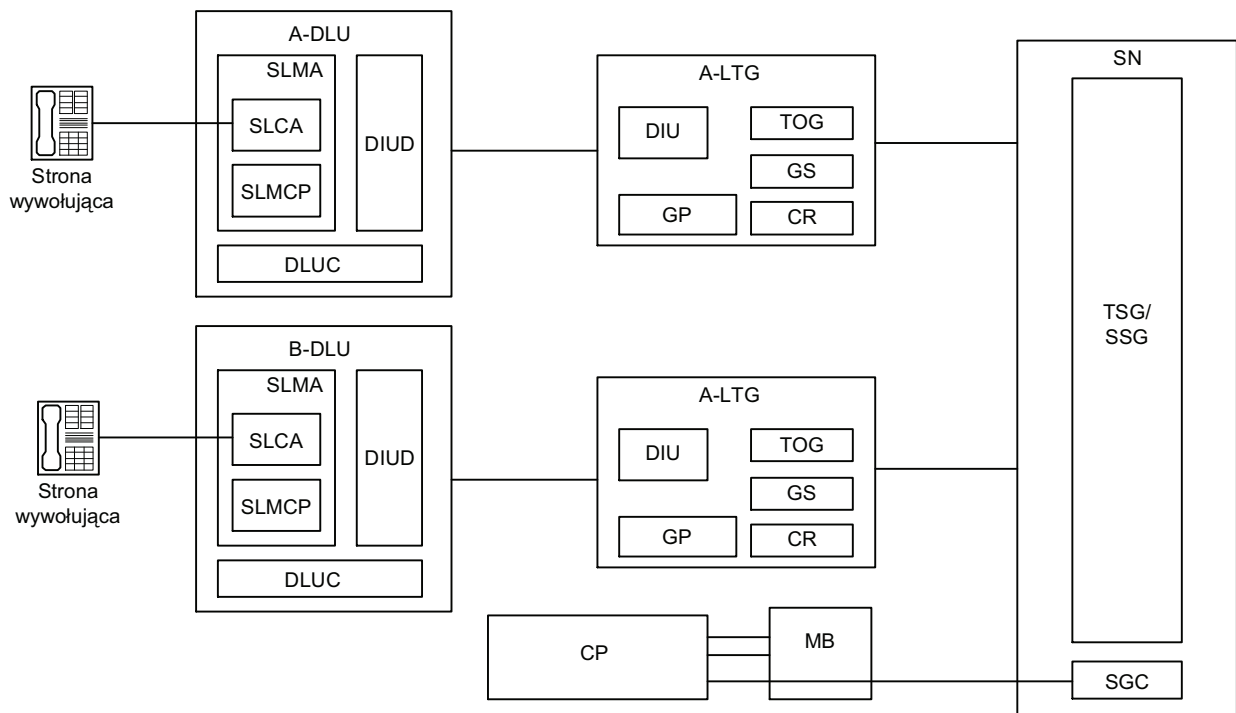 A-DLU
SLMA
SLCA
SLMCP
DIUD
DLUC
Strona
wywołująca
A-LTG
DIU
TOG
GS
GP
CR
SN
TSG/
SSG
B-DLU
SLMA
SLCA
SLMCP
DIUD
DLUC
Strona
wywołująca
A-LTG
DIU
TOG
GS
GP
CR
CP
MB
SGC